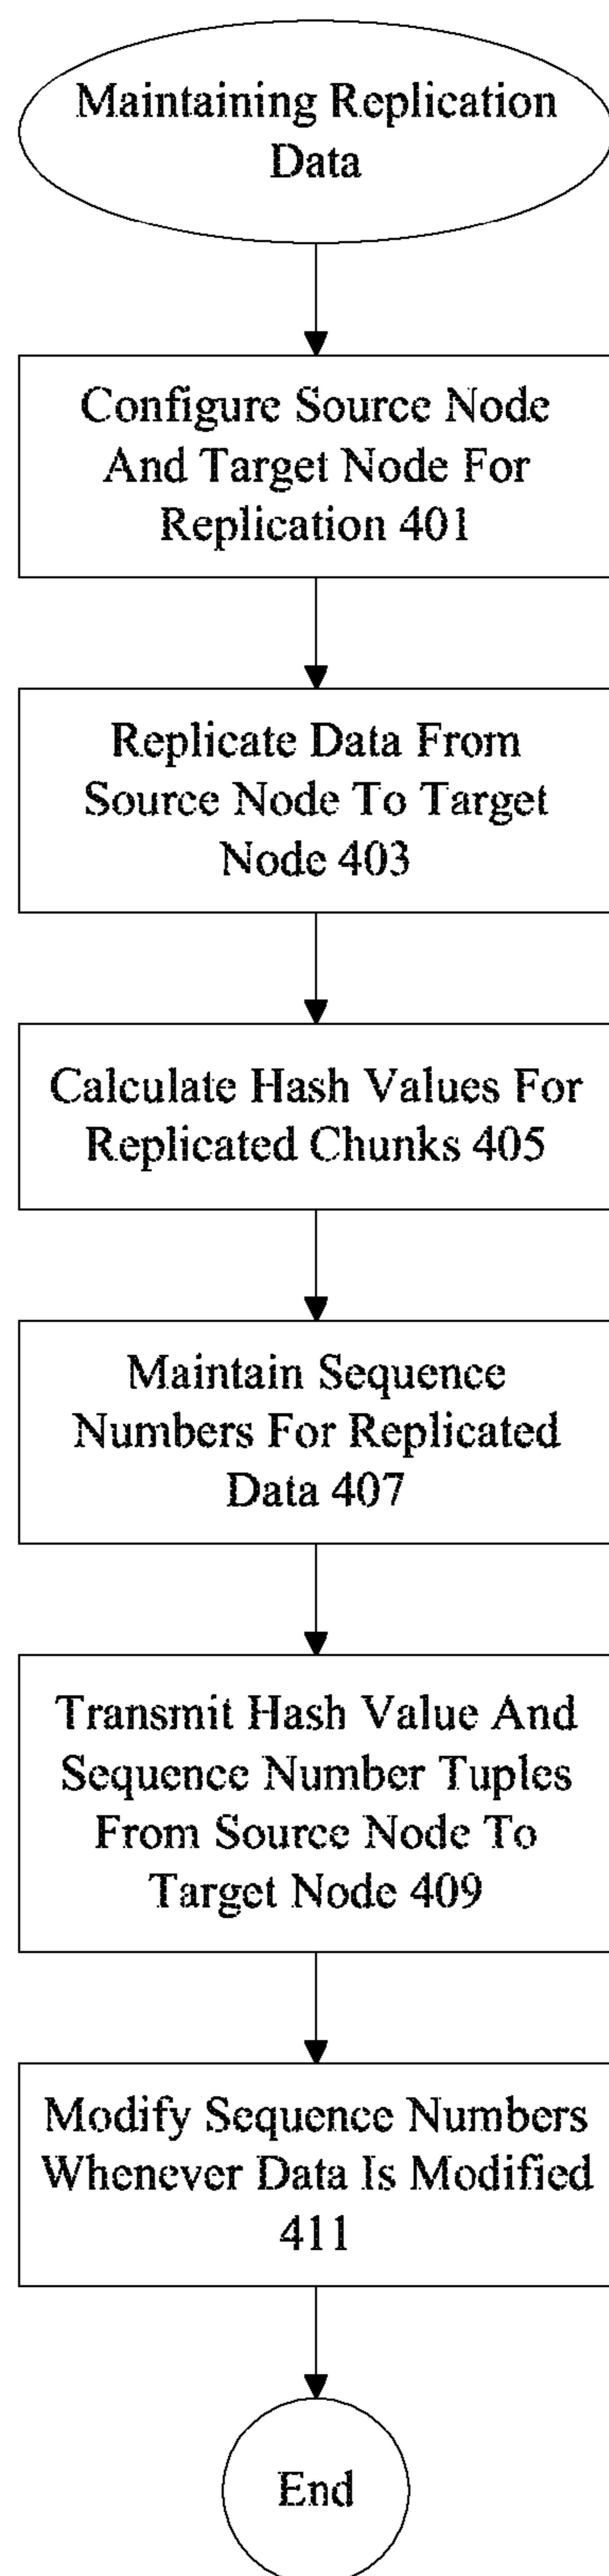 Maintaining Replication
Data
Configure Source Node
And Target Node For
Replication 401
Replicate Data From
Source Node To Target
Node 403
Calculate Hash Values For
Replicated Chunks 405
Maintain Sequence
Numbers For Replicated
Data 407
Transmit Hash Value And
Sequence Number Tuples
From Source Node To
Target Node 409
Modify Sequence Numbers
Whenever Data Is Modified
411
End